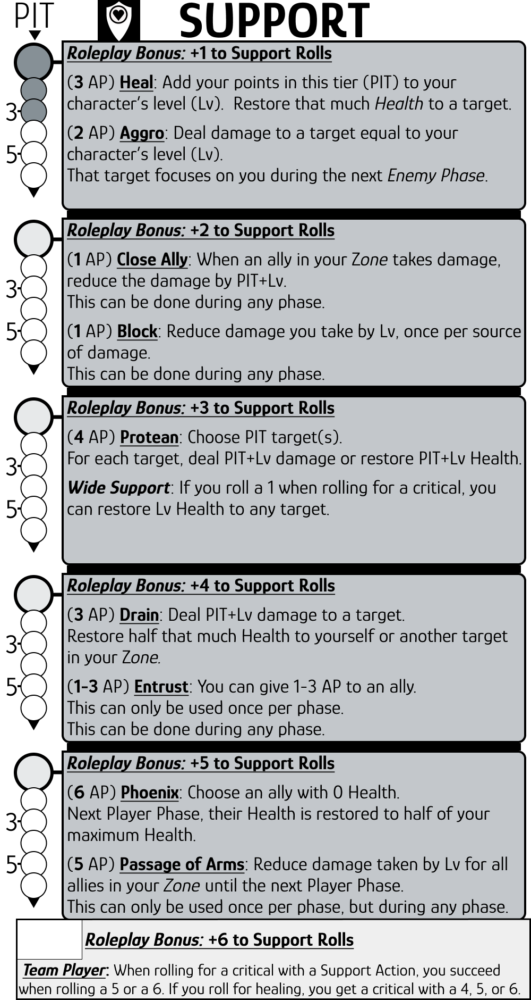 PIT
SUPPORT
Roleplay Bonus: +1 to Support Rolls
(3 AP) Heal: Add your points in this tier (PIT) to your
character's level (Lv).  Restore that much Health to a target.
3
(2 AP) Aggro: Deal damage to a target equal to your
5
character's level (Lv).
That target focuses on you during the next Enemy Phase.
Roleplay Bonus: +2 to Support Rolls
(1 AP) Close Ally: When an ally in your Zone takes damage,
reduce the damage by PIT+Lv.
3
This can be done during any phase.
(1 AP) Block: Reduce damage you take by Lv, once per source
5
of damage.
This can be done during any phase.
Roleplay Bonus: +3 to Support Rolls
(4 AP) Protean: Choose PIT target(s).
For each target, deal PIT+Lv damage or restore PIT+Lv Health.
3
Wide Support: If you roll a 1 when rolling for a critical, you
5
can restore Lv Health to any target.
Roleplay Bonus: +4 to Support Rolls
(3 AP) Drain: Deal PIT+Lv damage to a target.
Restore half that much Health to yourself or another target
3
in your Zone.
(1-3 AP) Entrust: You can give 1-3 AP to an ally.
5
This can only be used once per phase.
This can be done during any phase.
Roleplay Bonus: +5 to Support Rolls
(6 AP) Phoenix: Choose an ally with 0 Health.
Next Player Phase, their Health is restored to half of your
3
maximum Health.
(5 AP) Passage of Arms: Reduce damage taken by Lv for all
5
allies in your Zone until the next Player Phase.
This can only be used once per phase, but during any phase.
Roleplay Bonus: +6 to Support Rolls
Team Player: When rolling for a critical with a Support Action, you succeed
when rolling a 5 or a 6. If you roll for healing, you get a critical with a 4, 5, or 6.